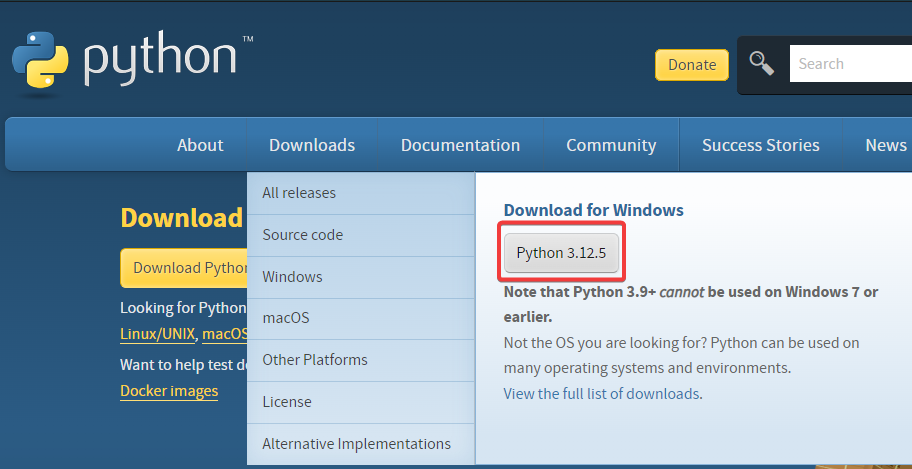 python™
Donate
Search
About
Downloads
Documentation
Community
Success Stories
News
All releases
Source code
Windows
macOS
Other Platforms
License
Alternative Implementations
Download for Windows
Python 3.12.5
Note that Python 3.9+ cannot be used on Windows 7 or
earlier.
Not the OS you are looking for? Python can be used on
many operating systems and environments.
View the full list of downloads.
Download
Download Python
Looking for Python
Linux/UNIX, macOS
Want to help test
Docker images